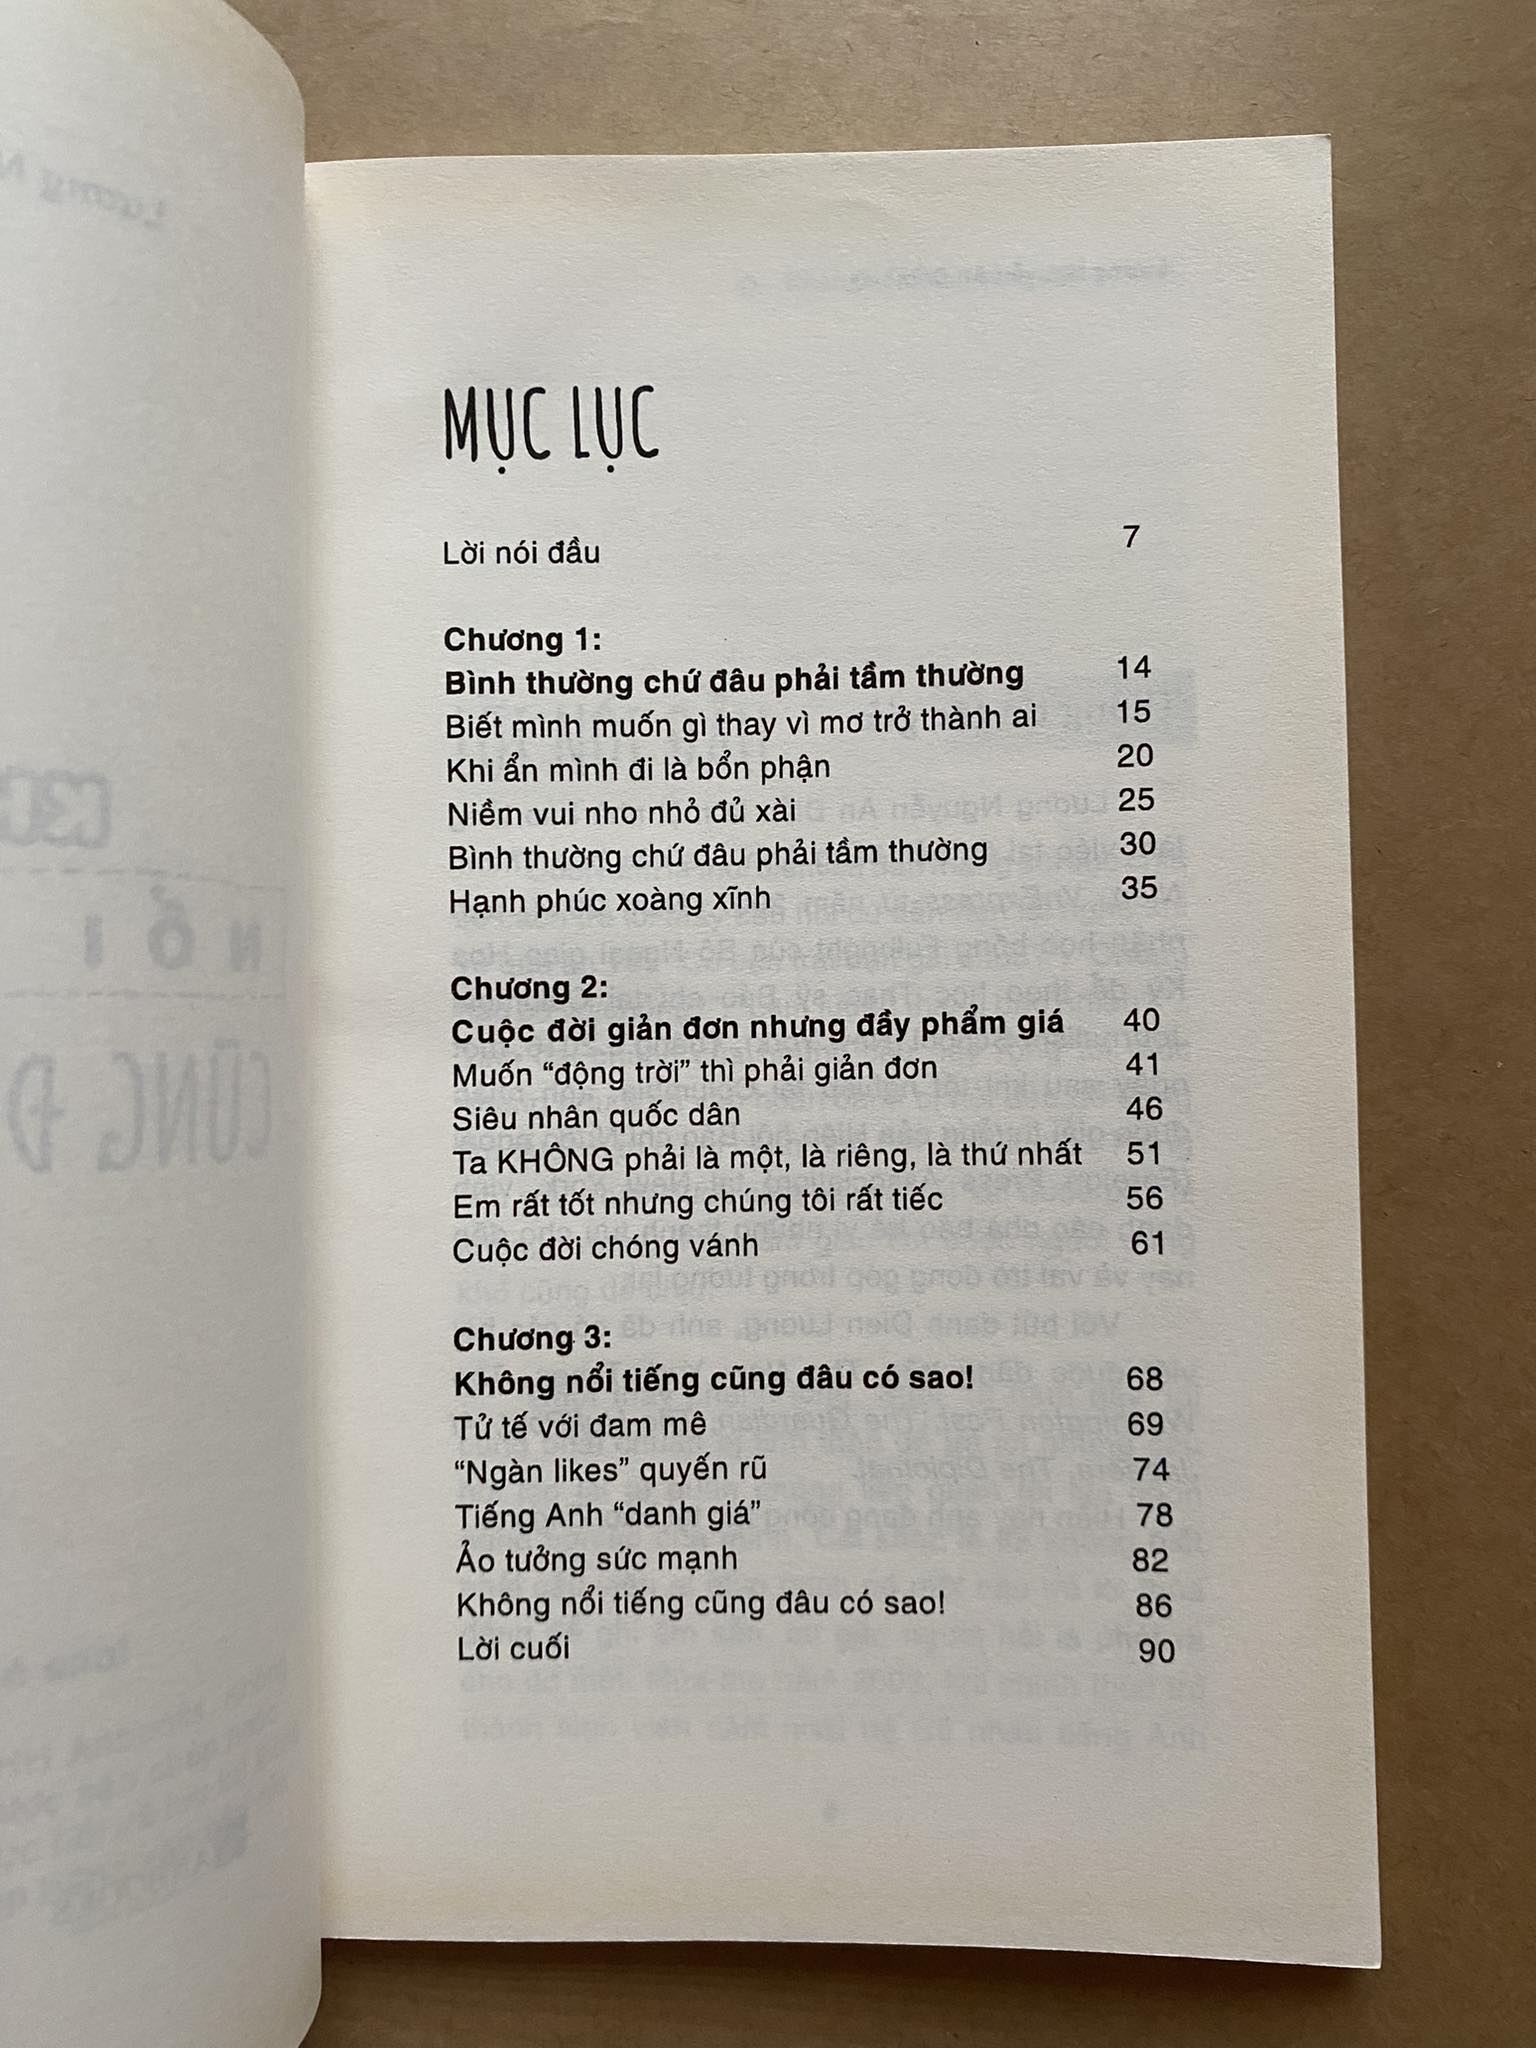 MỤC LỤC
Lời nói đầu 7
Chương 1:
Bình thường chứ đâu phải tầm thường 14
Biết mình muốn gì thay vì mơ trở thành ai 15
Khi ẩn mình đi là bổn phận 20
Niềm vui nho nhỏ đủ xài 25
Bình thường chứ đâu phải tầm thường 30
Hạnh phúc xoàng xĩnh 35
Chương 2:
Cuộc đời giản đơn nhưng đầy phẩm giá 40
Muốn “động trời” thì phải giản đơn 41
Siêu nhân quốc dân 46
Ta KHÔNG phải là một, là riêng, là thứ nhất 51
Em rất tốt nhưng chúng tôi rất tiếc 56
Cuộc đời chóng vánh 61
Chương 3:
Không nổi tiếng cũng đâu có sao! 68
Tử tế với đam mê 69
“Ngàn likes” quyến rũ 74
Tiếng Anh “danh giá” 78
Ảo tưởng sức mạnh 82
Không nổi tiếng cũng đâu có sao! 86
Lời cuối 90